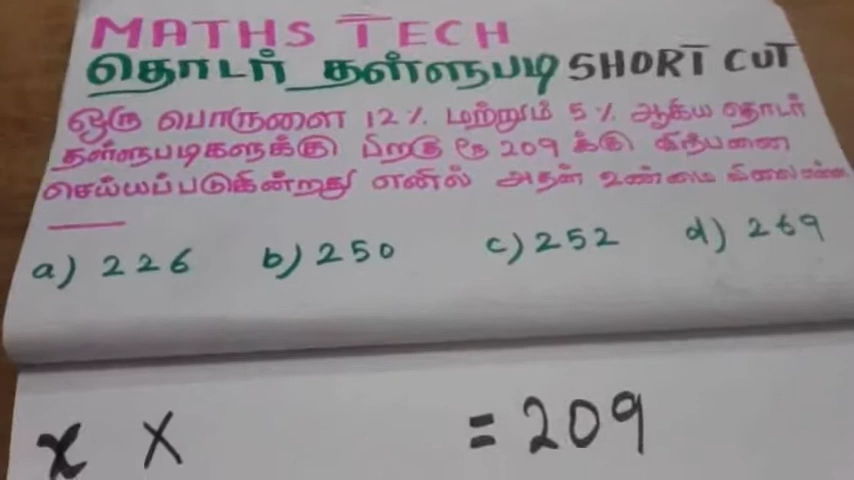 MATHS TECH
தொடர் தள்ளுபடி SHORT CUT
ஒரு பொருளை 12% மற்றும் 5% ஆகிய தொடர்
தள்ளுபடிகளுக்கு பிறகு ரூ 209 க்கு விற்பனை
செய்யப்படுகின்றது எனில் அதன் உண்மை விலை என்ன
a) 226 b) 250 c) 252 d) 269
x × = 209